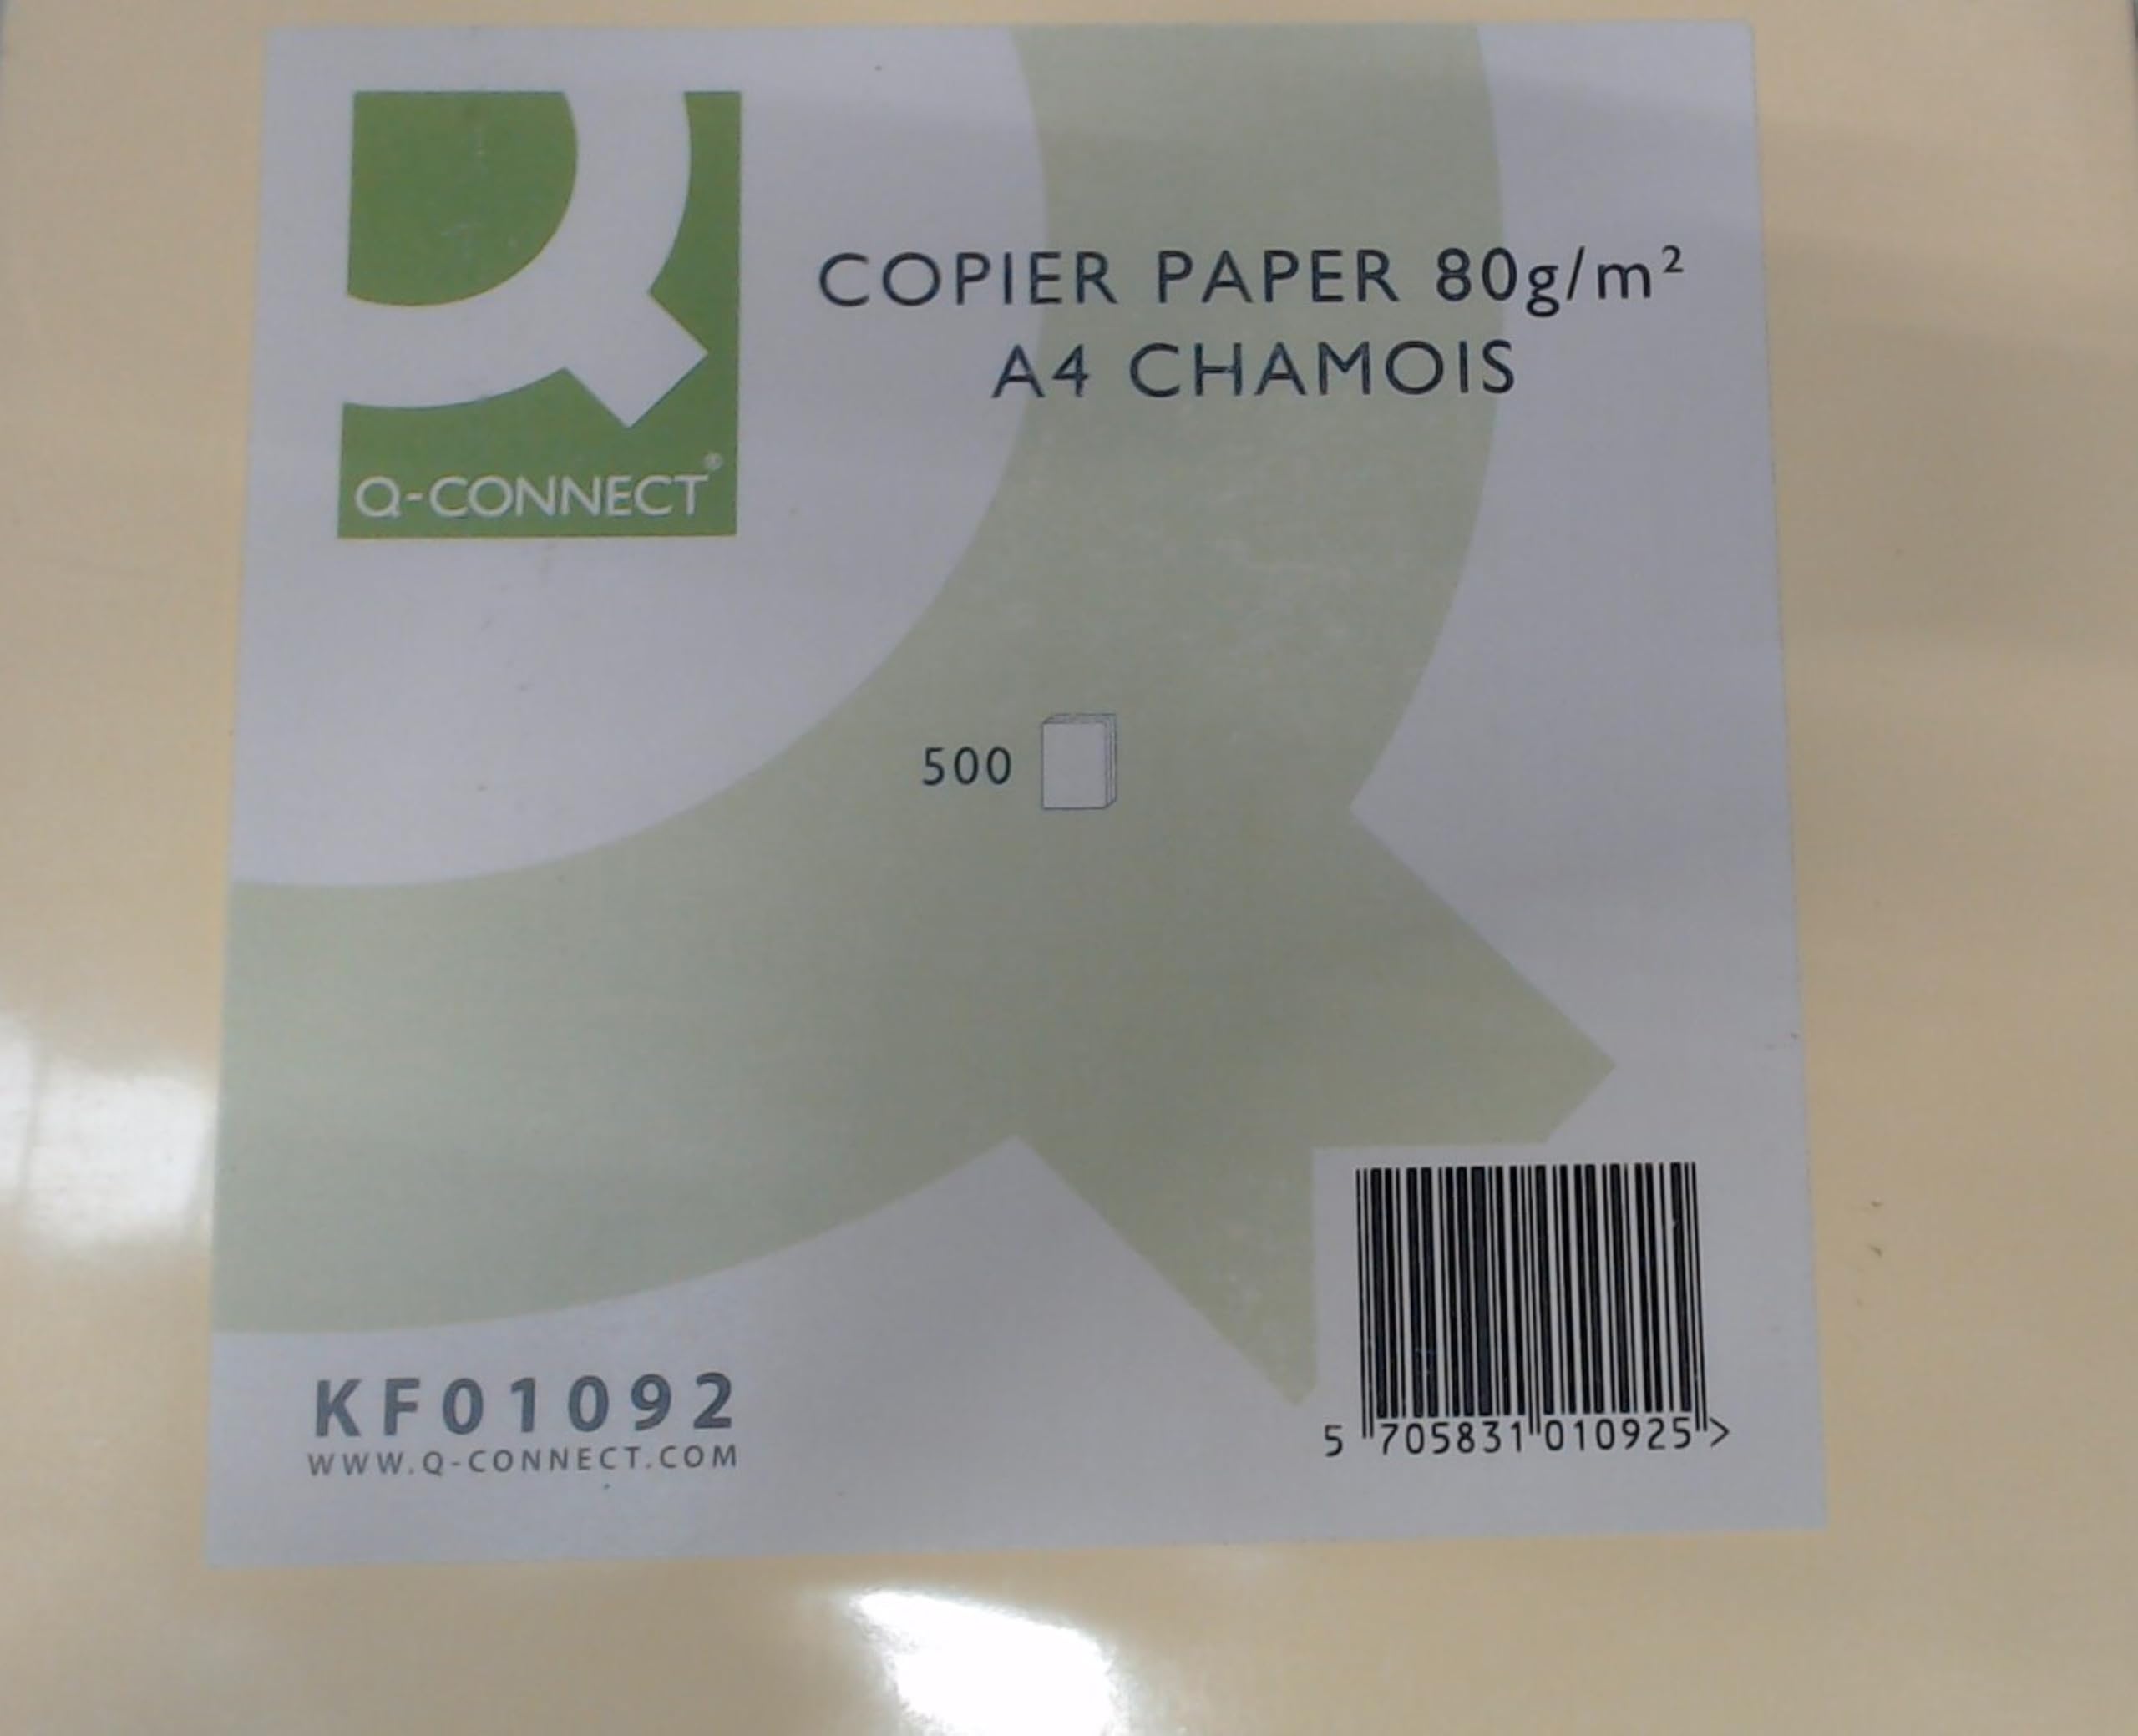 Q-CONNECT®
COPIER PAPER 80g/m²
A4 CHAMOIS
500
KF01092
WWW.Q-CONNECT.COM
5 705831 010925 >